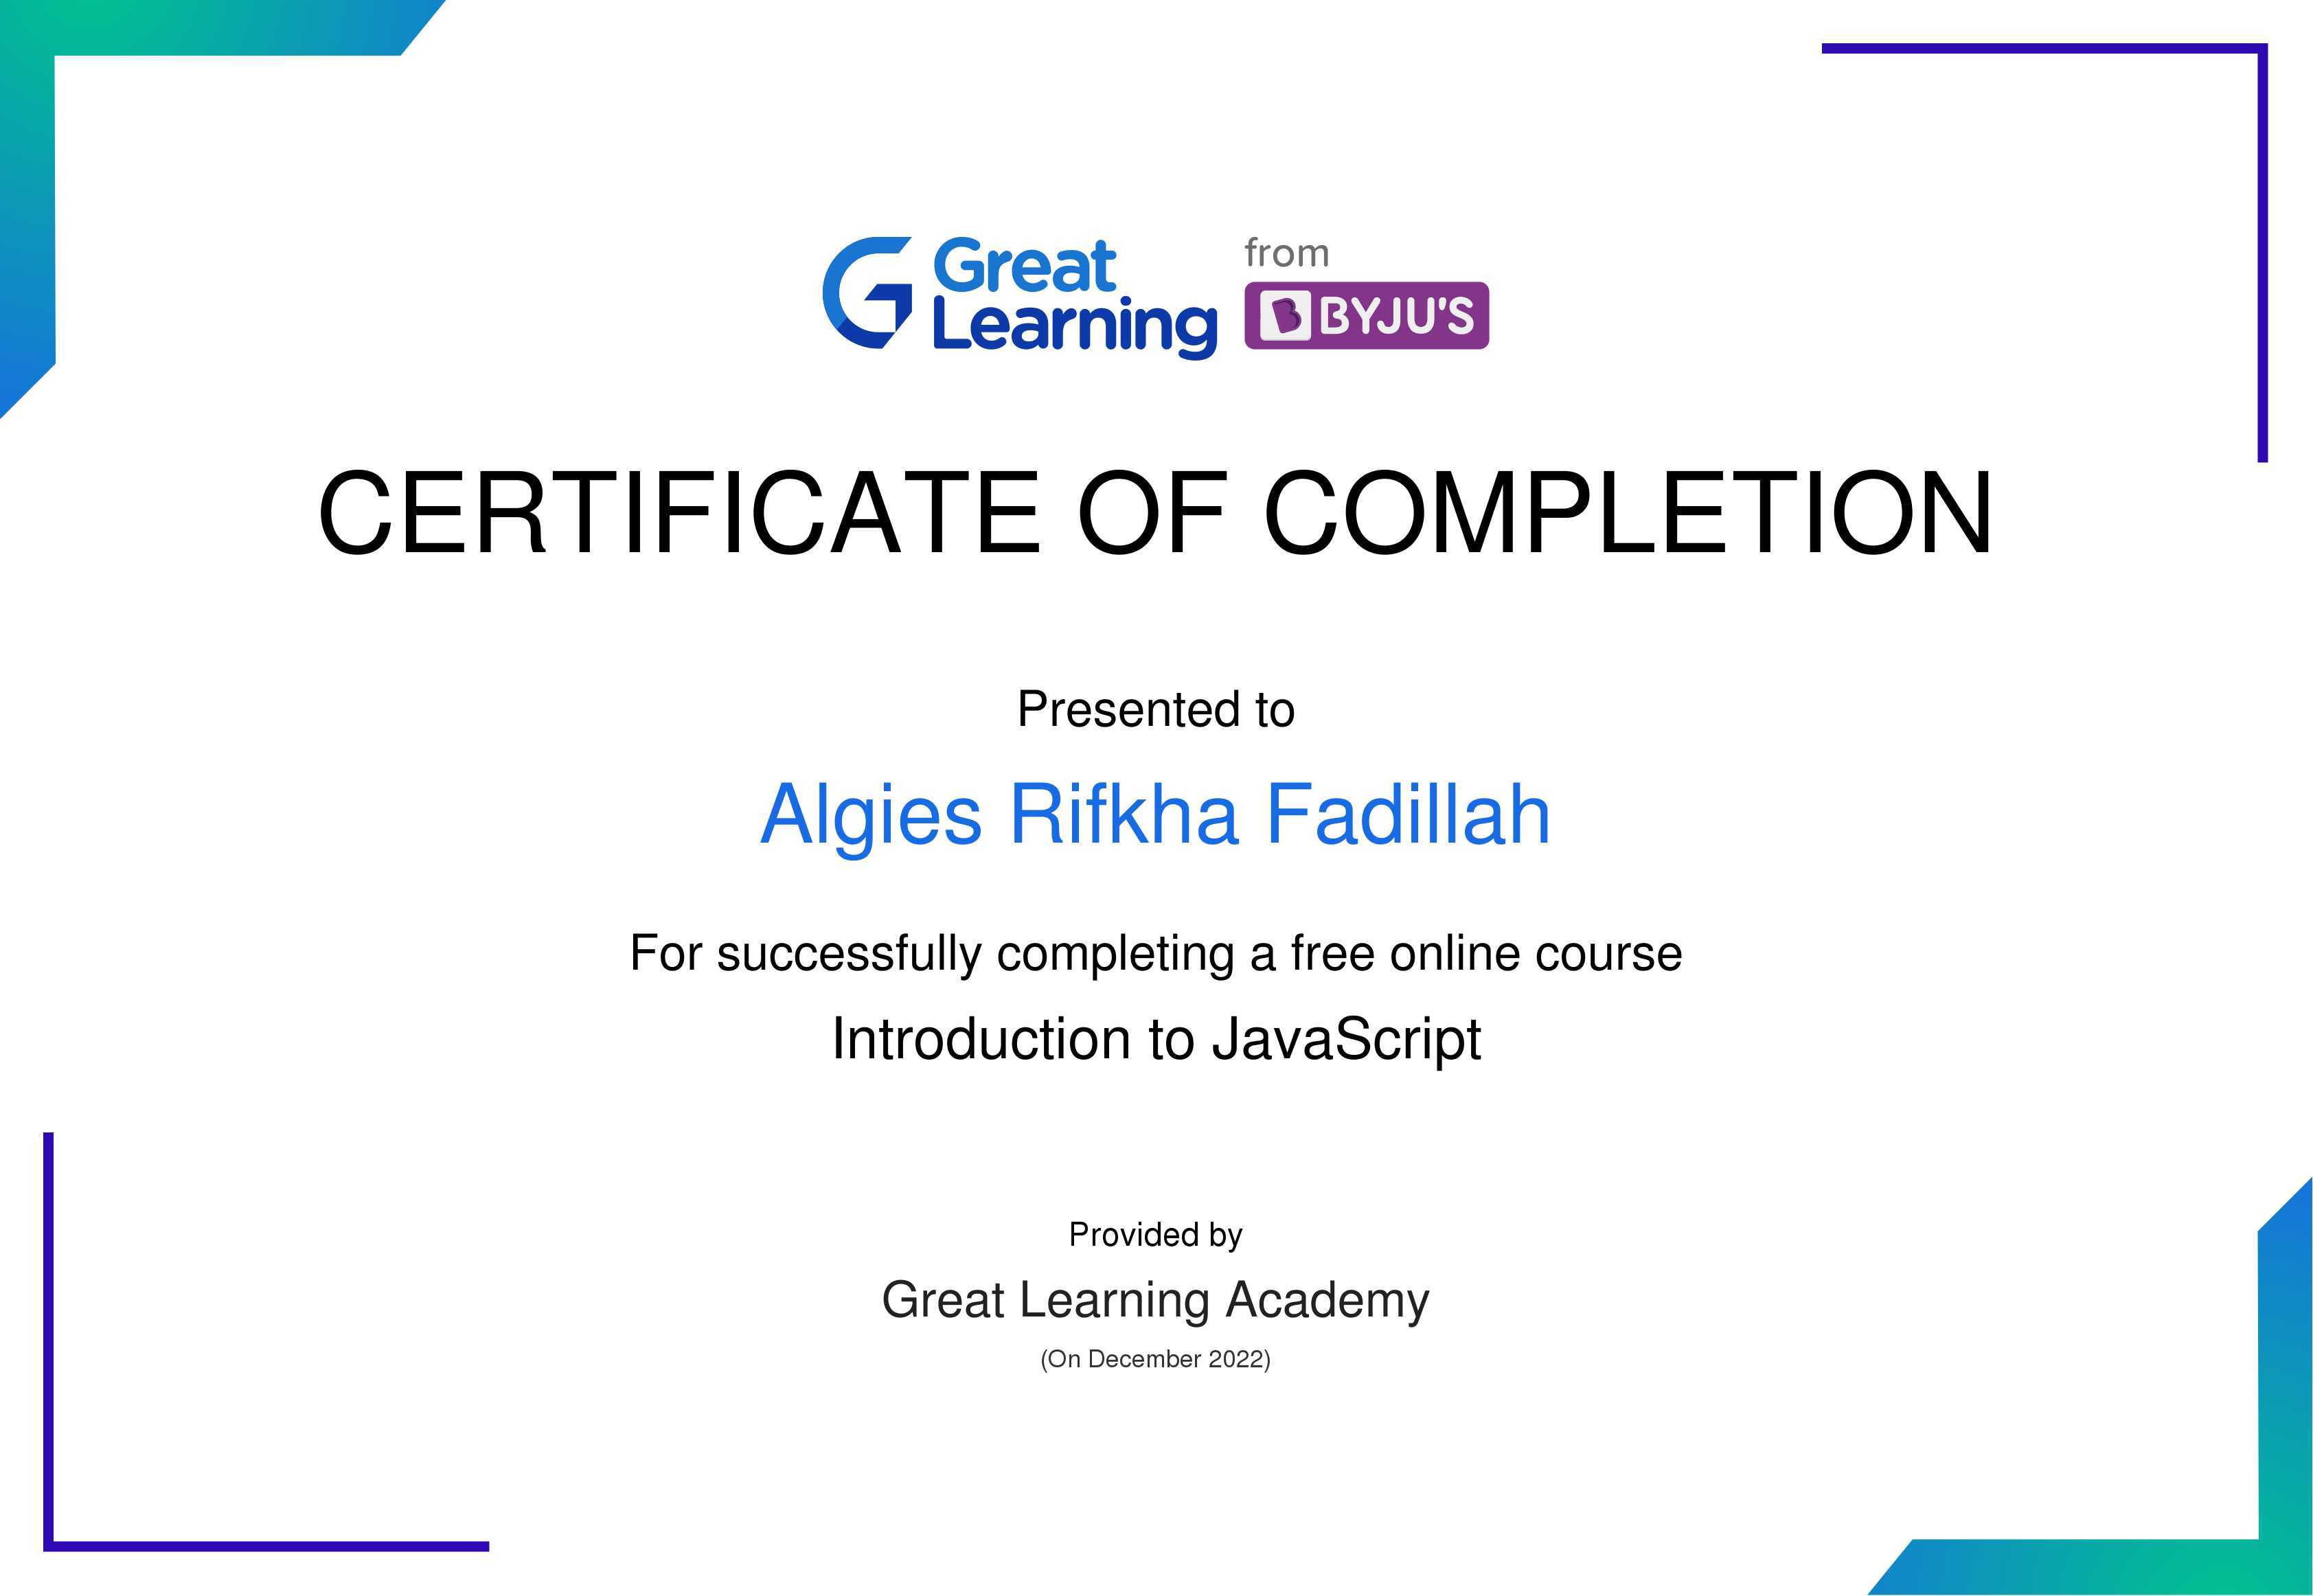 Great
Learning
from
BYJU'S
CERTIFICATE OF COMPLETION
Presented to
Algies Rifkha Fadillah
For successfully completing a free online course
Introduction to JavaScript
Provided by
Great Learning Academy
(On December 2022)